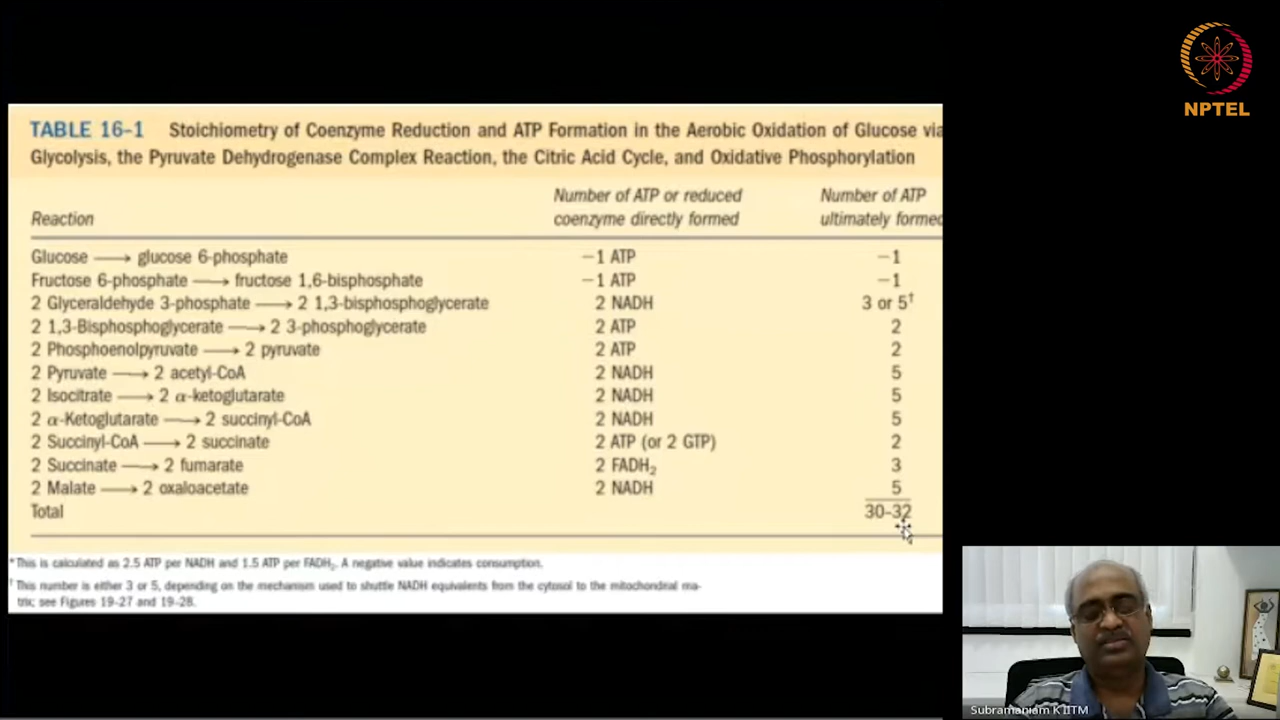 NPTEL
TABLE 16–1 Stoichiometry of Coenzyme Reduction and ATP Formation in the Aerobic Oxidation of Glucose via
Glycolysis, the Pyruvate Dehydrogenase Complex Reaction, the Citric Acid Cycle, and Oxidative Phosphorylation
Number of ATP or reduced Number of ATP
Reaction coenzyme directly formed ultimately formed
Glucose ⟶ glucose 6-phosphate −1 ATP −1
Fructose 6-phosphate ⟶ fructose 1,6-bisphosphate −1 ATP −1
2 Glyceraldehyde 3-phosphate ⟶ 2 1,3-bisphosphoglycerate 2 NADH 3 or 5†
2 1,3-Bisphosphoglycerate ⟶ 2 3-phosphoglycerate 2 ATP 2
2 Phosphoenolpyruvate ⟶ 2 pyruvate 2 ATP 2
2 Pyruvate ⟶ 2 acetyl-CoA 2 NADH 5
2 Isocitrate ⟶ 2 α-ketoglutarate 2 NADH 5
2 α-Ketoglutarate ⟶ 2 succinyl-CoA 2 NADH 5
2 Succinyl-CoA ⟶ 2 succinate 2 ATP (or 2 GTP) 2
2 Succinate ⟶ 2 fumarate 2 FADH₂ 3
2 Malate ⟶ 2 oxaloacetate 2 NADH 5
Total 30–32
*This is calculated as 2.5 ATP per NADH and 1.5 ATP per FADH₂. A negative value indicates consumption.
†This number is either 3 or 5, depending on the mechanism used to shuttle NADH equivalents from the cytosol to the mitochondrial ma-
trix; see Figures 19–27 and 19–28.
Subramaniam K IITM